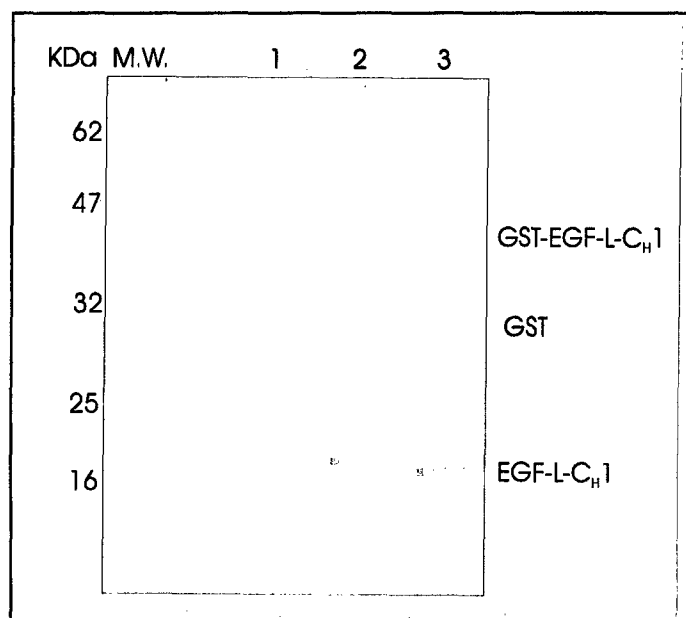 KDa M.W. 1 2 3
62
47
GST-EGF-L-CH1
32
GST
25
16 EGF-L-CH1